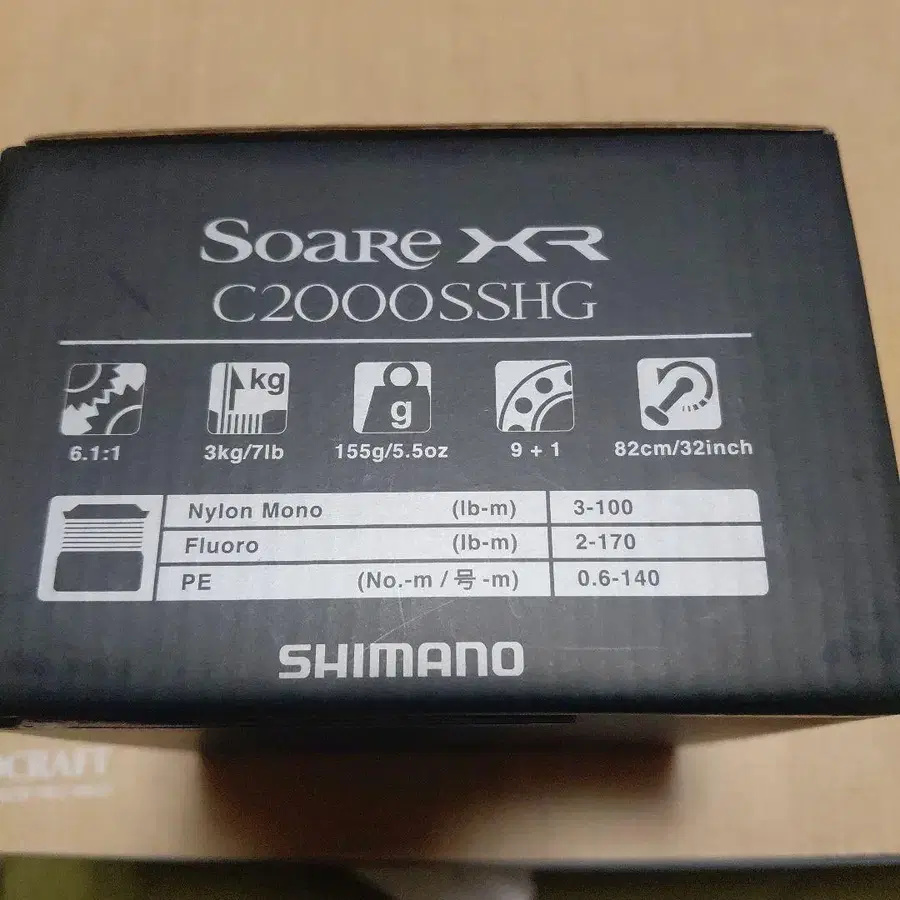 SOARE XR
C2000SSHG
kg
g
6.1:1 3kg/7lb 155g/5.5oz 9 + 1 82cm/32inch
Nylon Mono (lb-m) 3-100
Fluoro (lb-m) 2-170
PE (No.-m / 号 -m) 0.6-140
SHIMANO